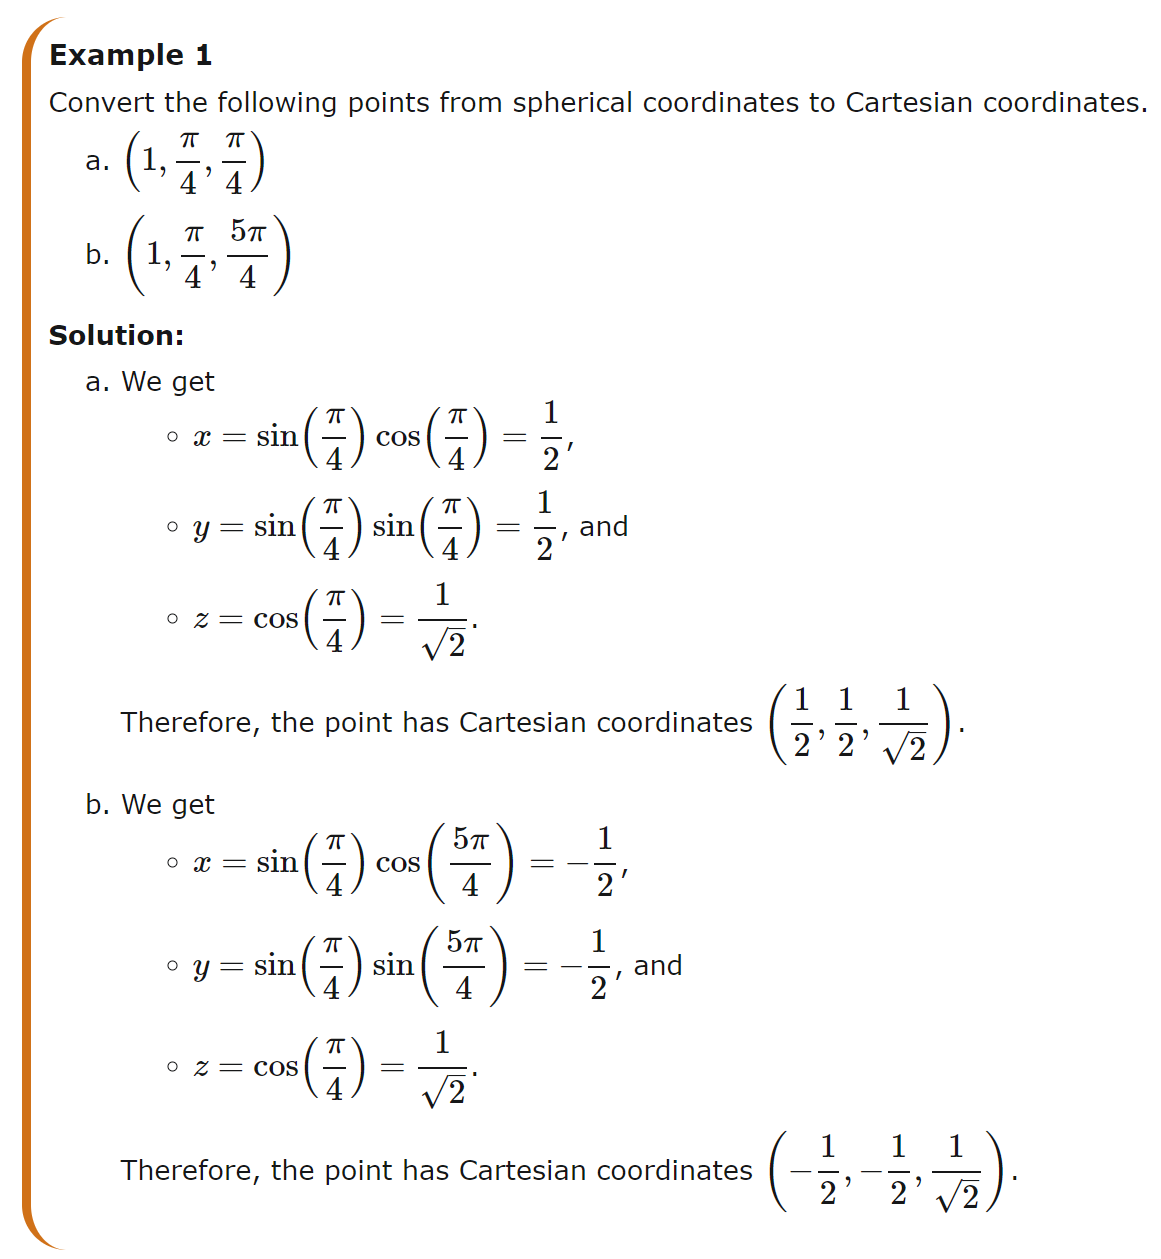 Example 1
Convert the following points from spherical coordinates to Cartesian coordinates.
a. $\left(1, \frac{\pi}{4}, \frac{\pi}{4}\right)$
b. $\left(1, \frac{\pi}{4}, \frac{5\pi}{4}\right)$
Solution:
a. We get
∘ $x = \sin\left(\frac{\pi}{4}\right)\cos\left(\frac{\pi}{4}\right) = \frac{1}{2}$,
∘ $y = \sin\left(\frac{\pi}{4}\right)\sin\left(\frac{\pi}{4}\right) = \frac{1}{2}$, and
∘ $z = \cos\left(\frac{\pi}{4}\right) = \frac{1}{\sqrt{2}}$.
Therefore, the point has Cartesian coordinates $\left(\frac{1}{2}, \frac{1}{2}, \frac{1}{\sqrt{2}}\right)$.
b. We get
∘ $x = \sin\left(\frac{\pi}{4}\right)\cos\left(\frac{5\pi}{4}\right) = -\frac{1}{2}$,
∘ $y = \sin\left(\frac{\pi}{4}\right)\sin\left(\frac{5\pi}{4}\right) = -\frac{1}{2}$, and
∘ $z = \cos\left(\frac{\pi}{4}\right) = \frac{1}{\sqrt{2}}$.
Therefore, the point has Cartesian coordinates $\left(-\frac{1}{2}, -\frac{1}{2}, \frac{1}{\sqrt{2}}\right)$.